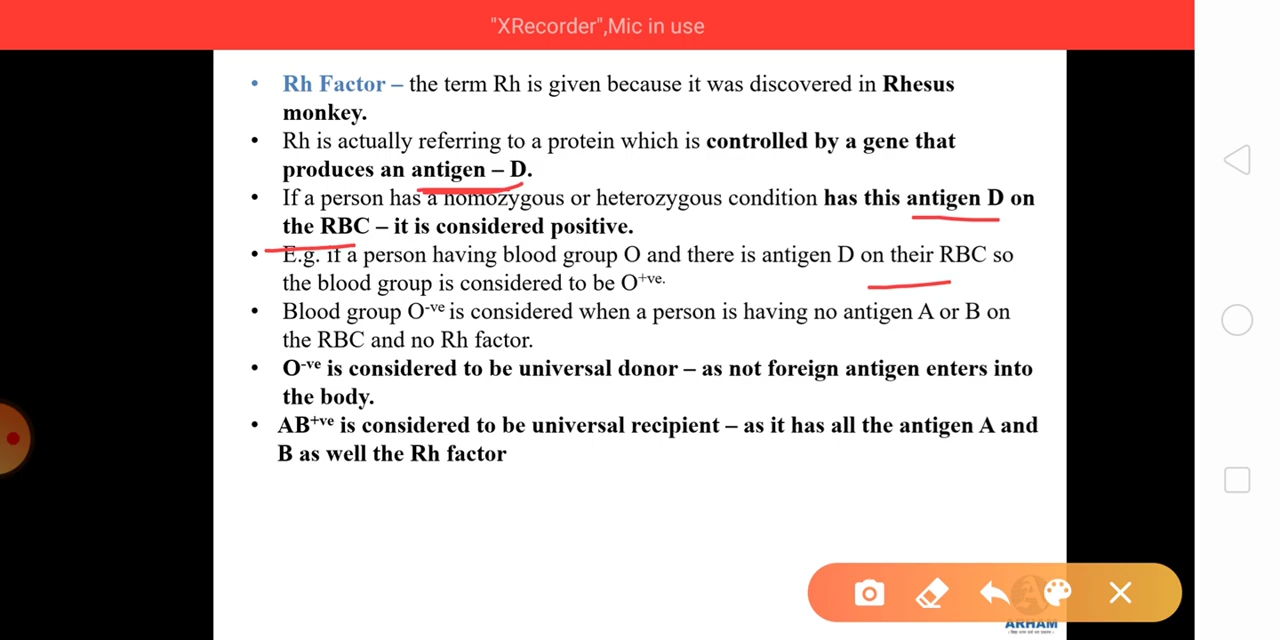 "XRecorder",Mic in use
• Rh Factor – the term Rh is given because it was discovered in Rhesus
monkey.
• Rh is actually referring to a protein which is controlled by a gene that
produces an antigen – D.
• If a person has a homozygous or heterozygous condition has this antigen D on
the RBC – it is considered positive.
• E.g. if a person having blood group O and there is antigen D on their RBC so
the blood group is considered to be O+ve.
• Blood group O-ve is considered when a person is having no antigen A or B on
the RBC and no Rh factor.
• O-ve is considered to be universal donor – as not foreign antigen enters into
the body.
• AB+ve is considered to be universal recipient – as it has all the antigen A and
B as well the Rh factor
ARHAM